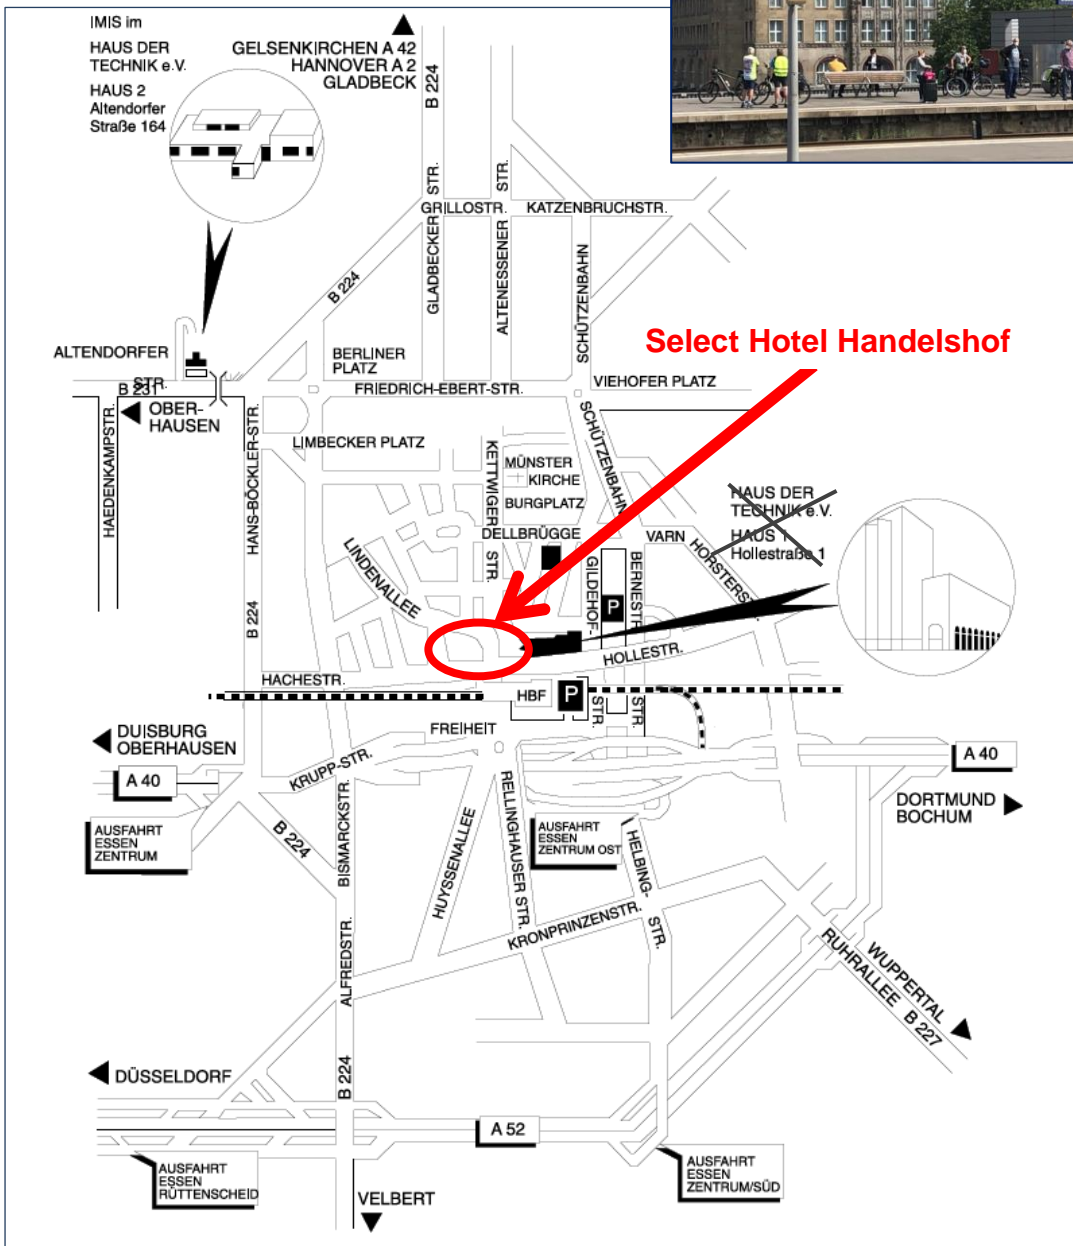 IMIS im
HAUS DER
TECHNIK e.V.
HAUS 2
Altendorfer
Straße 164
GELSENKIRCHEN A 42
HANNOVER A 2
GLADBECK
B 224
GLADBECKER STR.
ALTENESSENER STR.
GRILLOSTR.
KATZENBRUCHSTR.
SCHÜTZENBAHN
B 224
Select Hotel Handelshof
ALTENDORFER
STR.
B 231
OBER-
HAUSEN
BERLINER
PLATZ
FRIEDRICH-EBERT-STR.
VIEHOFER PLATZ
HAEDENKAMPSTR.
HANS-BÖCKLER-STR.
B 224
LIMBECKER PLATZ
KETTWIGER
STR.
MÜNSTER
KIRCHE
BURGPLATZ
SCHÜTZENBAHN
DELLBRÜGGE
VARN
HORSTERSTR.
HAUS DER
TECHNIK e.V.
HAUS 1
Hollestraße 1
LINDENALLEE
GILDEHOF-
STR.
BERNESTR.
STR.
P
HOLLESTR.
HACHESTR.
HBF
P
FREIHEIT
DUISBURG
OBERHAUSEN
A 40
KRUPP-STR.
A 40
DORTMUND
BOCHUM
AUSFAHRT
ESSEN
ZENTRUM
B 224
BISMARCKSTR.
HUYSSENALLEE
RELLINGHAUSER STR.
AUSFAHRT
ESSEN
ZENTRUM OST
HELBING-
STR.
KRONPRINZENSTR.
ALFREDSTR.
B 224
WUPPERTAL
RUHRALLEE B 227
DÜSSELDORF
A 52
AUSFAHRT
ESSEN
RÜTTENSCHEID
AUSFAHRT
ESSEN
ZENTRUM/SÜD
VELBERT